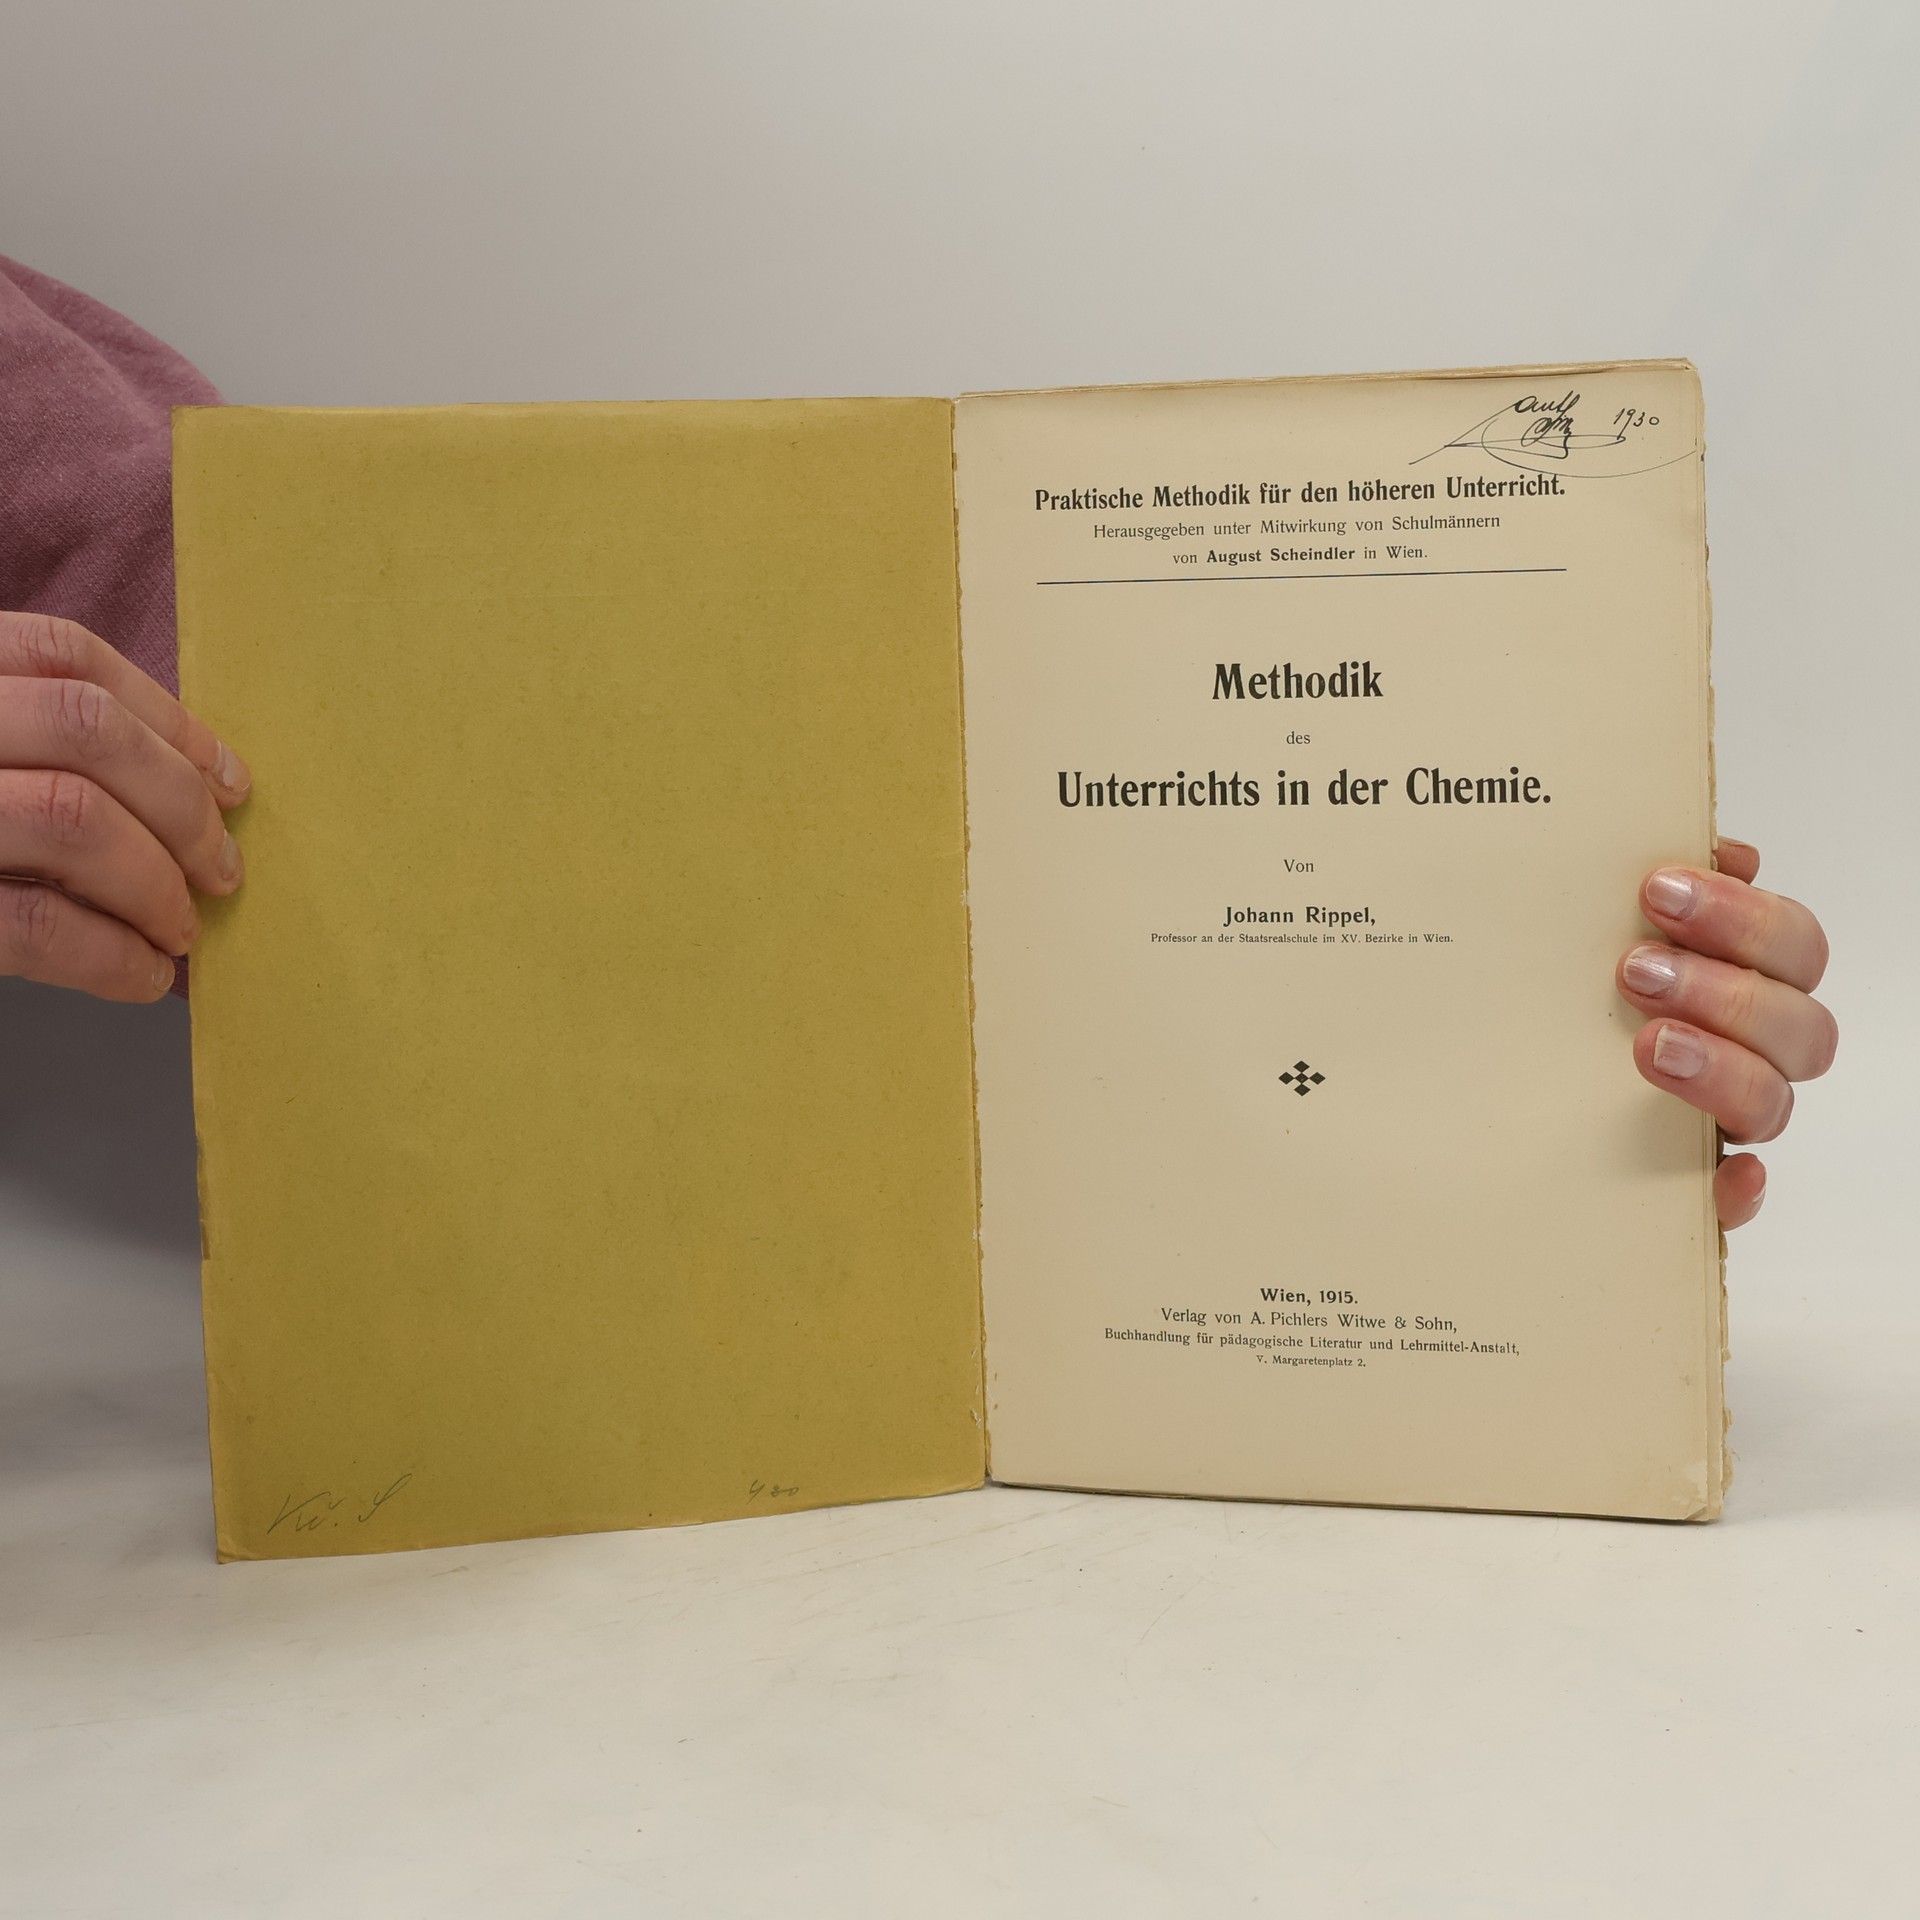 1930
Praktische Methodik für den höheren Unterricht.
Herausgegeben unter Mitwirkung von Schulmännern
von August Scheindler in Wien.
Methodik
des
Unterrichts in der Chemie.
Von
Johann Rippel,
Professor an der Staatsrealschule im XV. Bezirke in Wien.
Wien, 1915.
Verlag von A. Pichlers Witwe & Sohn,
Buchhandlung für pädagogische Literatur und Lehrmittel-Anstalt,
V. Margaretenplatz 2.